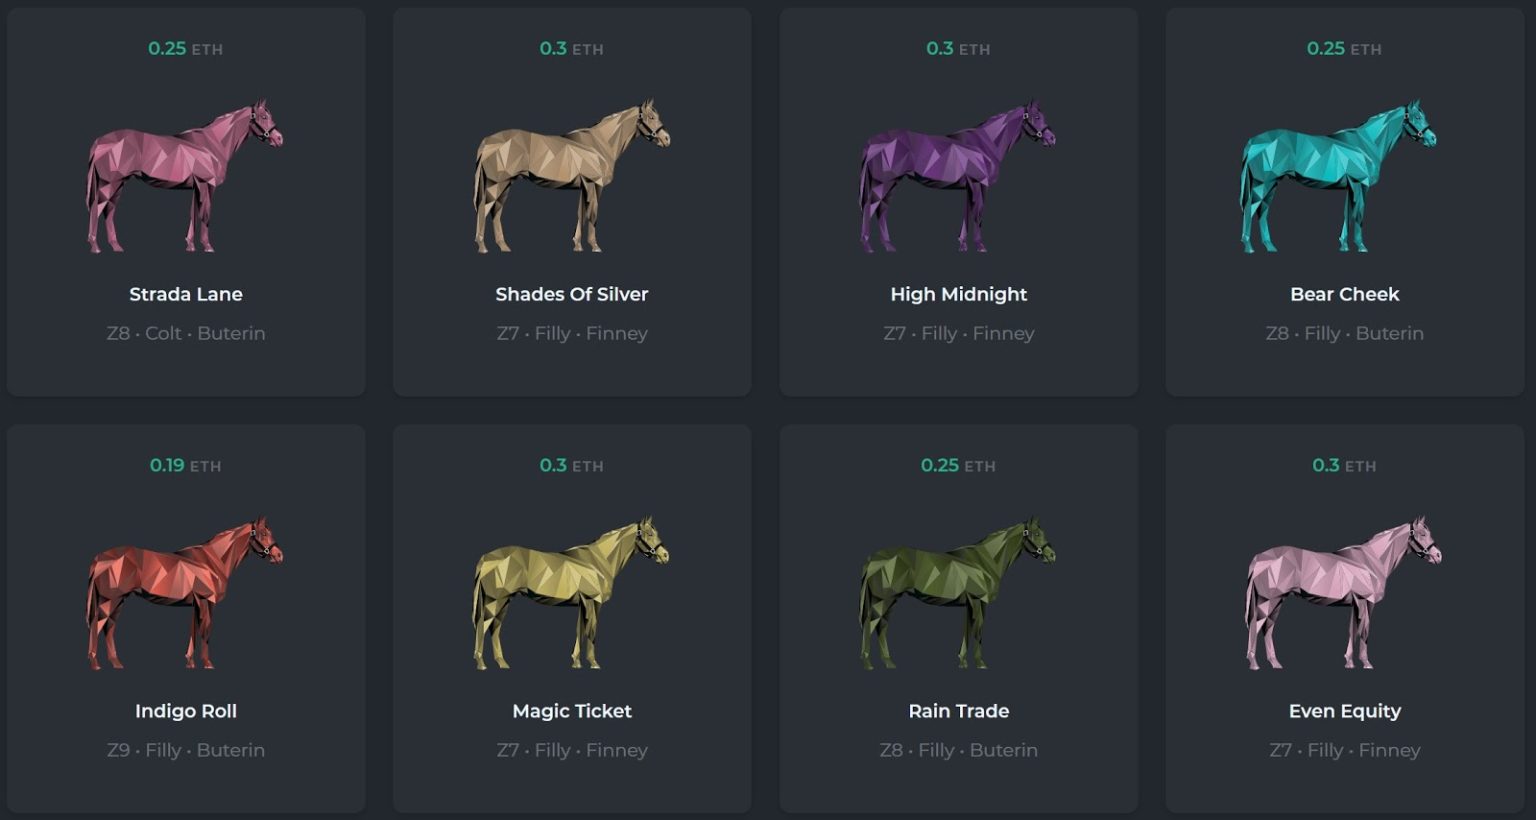 0.25 ETH
0.3 ETH
0.3 ETH
0.25 ETH
Strada Lane
Shades Of Silver
High Midnight
Bear Cheek
Z8 • Colt • Buterin
Z7 • Filly • Finney
Z7 • Filly • Finney
Z8 • Filly • Buterin
0.19 ETH
0.3 ETH
0.25 ETH
0.3 ETH
Indigo Roll
Magic Ticket
Rain Trade
Even Equity
Z9 • Filly • Buterin
Z7 • Filly • Finney
Z8 • Filly • Buterin
Z7 • Filly • Finney